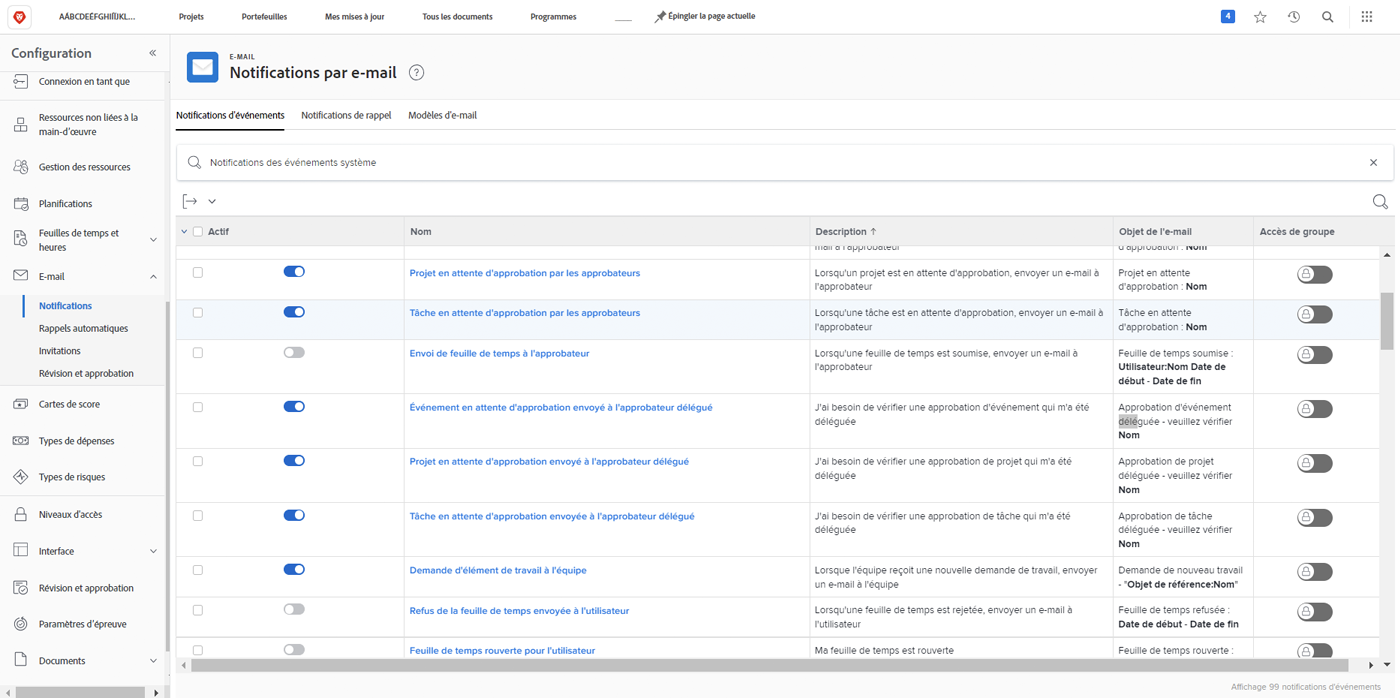 AÁBCDEÉFGHIÍIJKL...
Projets
Portefeuilles
Mes mises à jour
Tous les documents
Programmes
Épingler la page actuelle
4
Configuration
Connexion en tant que
Ressources non liées à la
main-d'œuvre
Gestion des ressources
Planifications
Feuilles de temps et
heures
E-mail
Notifications
Rappels automatiques
Invitations
Révision et approbation
Cartes de score
Types de dépenses
Types de risques
Niveaux d'accès
Interface
Révision et approbation
Paramètres d'épreuve
Documents
E-MAIL
Notifications par e-mail
Notifications d'événements
Notifications de rappel
Modèles d'e-mail
Notifications des événements système
Actif
Nom
Description
Objet de l'e-mail
Accès de groupe
mail à l'approbateur
d'approbation : Nom
Projet en attente d'approbation par les approbateurs
Lorsqu'un projet est en attente d'approbation, envoyer un e-mail à
l'approbateur
Projet en attente
d'approbation : Nom
Tâche en attente d'approbation par les approbateurs
Lorsqu'une tâche est en attente d'approbation, envoyer un e-mail à
l'approbateur
Tâche en attente
d'approbation : Nom
Envoi de feuille de temps à l'approbateur
Lorsqu'une feuille de temps est soumise, envoyer un e-mail à
l'approbateur
Feuille de temps soumise :
Utilisateur:Nom Date de
début - Date de fin
Événement en attente d'approbation envoyé à l'approbateur délégué
J'ai besoin de vérifier une approbation d'événement qui m'a été
déléguée
Approbation d'événement
déléguée - veuillez vérifier
Nom
Projet en attente d'approbation envoyé à l'approbateur délégué
J'ai besoin de vérifier une approbation de projet qui m'a été
déléguée
Approbation de projet
déléguée - veuillez vérifier
Nom
Tâche en attente d'approbation envoyée à l'approbateur délégué
J'ai besoin de vérifier une approbation de tâche qui m'a été
déléguée
Approbation de tâche
déléguée - veuillez vérifier
Nom
Demande d'élément de travail à l'équipe
Lorsque l'équipe reçoit une nouvelle demande de travail, envoyer
un e-mail à l'équipe
Demande de nouveau travail
- "Objet de référence:Nom"
Refus de la feuille de temps envoyée à l'utilisateur
Lorsqu'une feuille de temps est rejetée, envoyer un e-mail à
l'utilisateur
Feuille de temps refusée :
Date de début - Date de fin
Feuille de temps rouverte pour l'utilisateur
Ma feuille de temps est rouverte
Feuille de temps rouverte :
Affichage 99 notifications d'événements